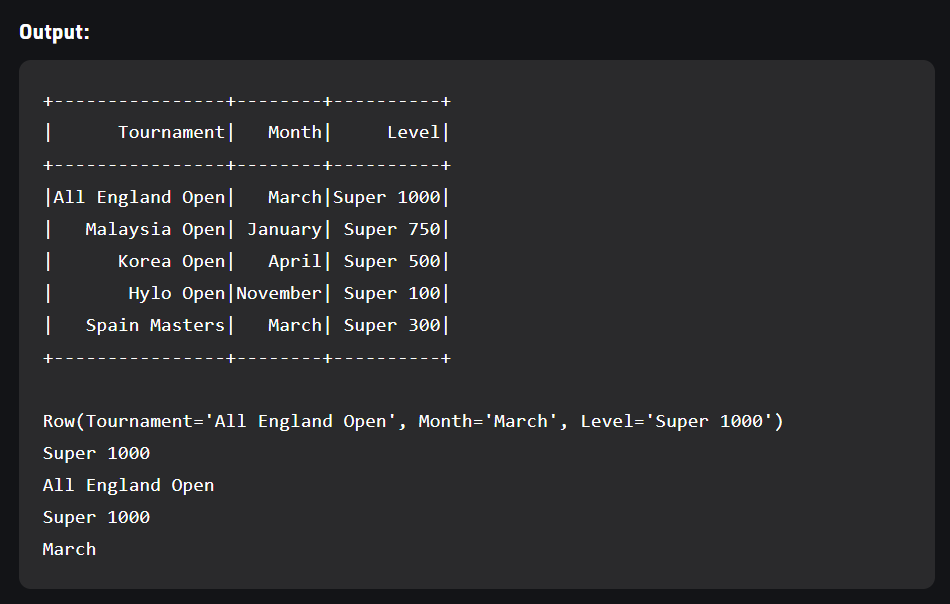 Output:
+----------------+--------+----------+
|      Tournament|   Month|     Level|
+----------------+--------+----------+
|All England Open|   March|Super 1000|
|   Malaysia Open| January| Super 750|
|      Korea Open|   April| Super 500|
|       Hylo Open|November| Super 100|
|   Spain Masters|   March| Super 300|
+----------------+--------+----------+
Row(Tournament='All England Open', Month='March', Level='Super 1000')
Super 1000
All England Open
Super 1000
March